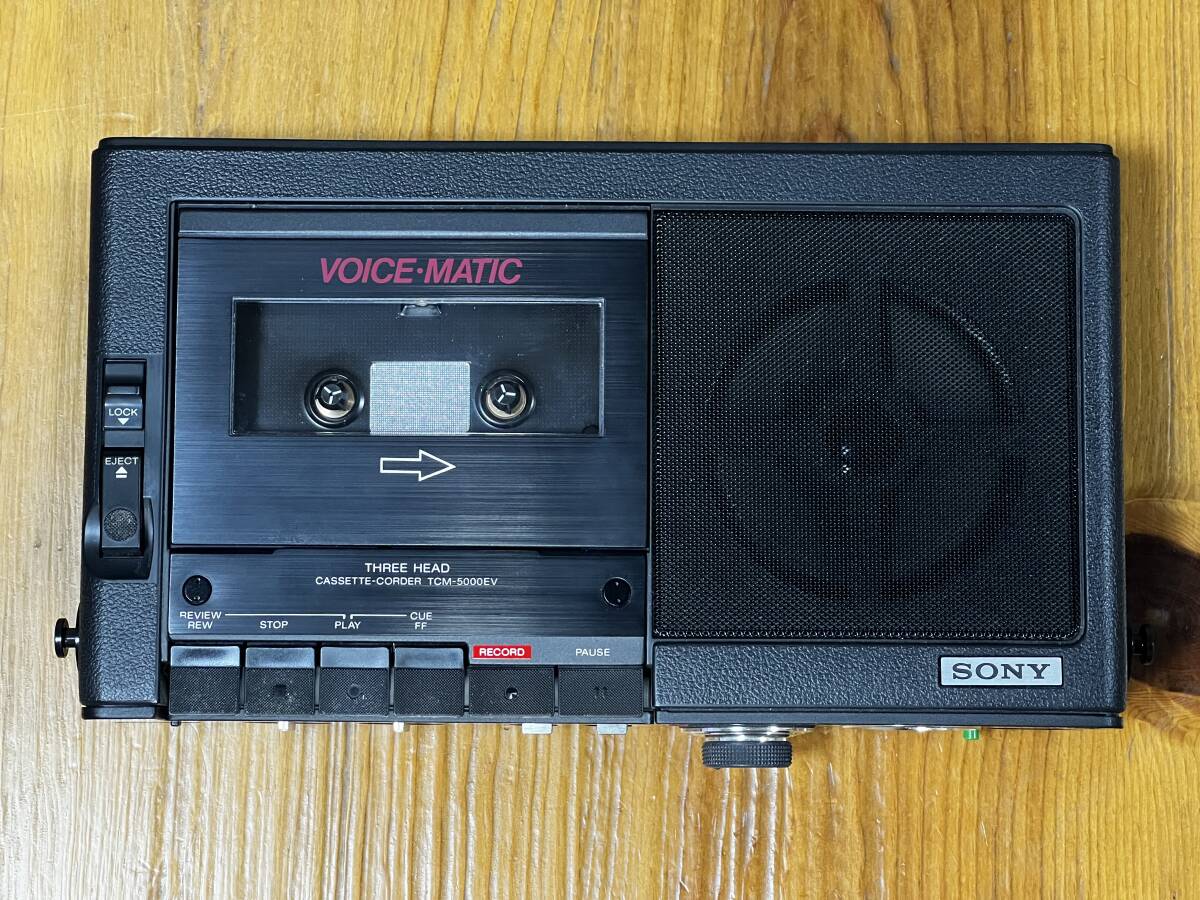 VOICE·MATIC
LOCK
EJECT
THREE HEAD
CASSETTE-CORDER TCM-5000EV
REVIEW CUE
REW STOP PLAY FF
RECORD PAUSE
SONY